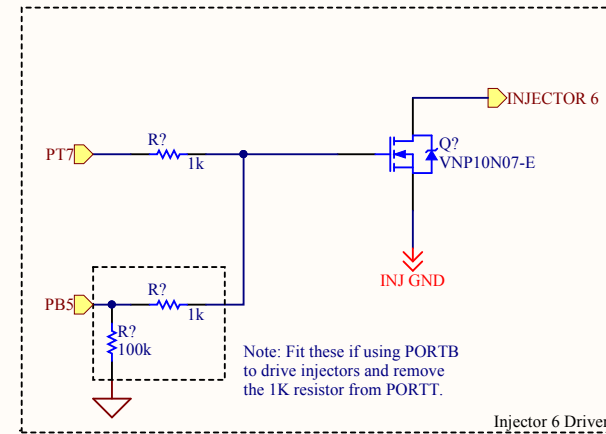 INJECTOR 6
Q?
VNP10N07-E
R?
PT7
1k
INJ GND
R?
PB5
1k
R?
100k
Note: Fit these if using PORTB
to drive injectors and remove
the 1K resistor from PORTT.
Injector 6 Driver